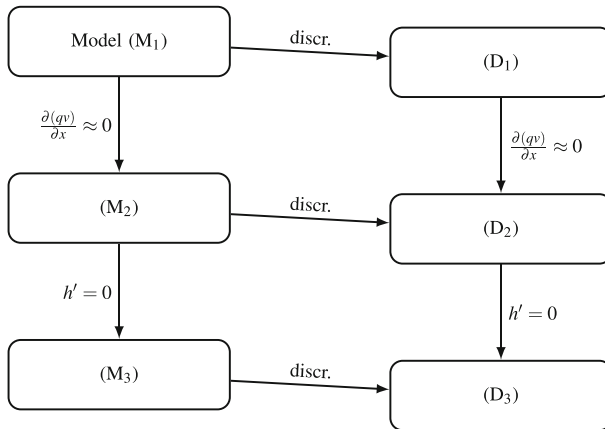 Model (M₁)
discr.
(D₁)
∂(qv)/∂x ≈ 0
∂(qv)/∂x ≈ 0
(M₂)
discr.
(D₂)
h′ = 0
h′ = 0
(M₃)
discr.
(D₃)